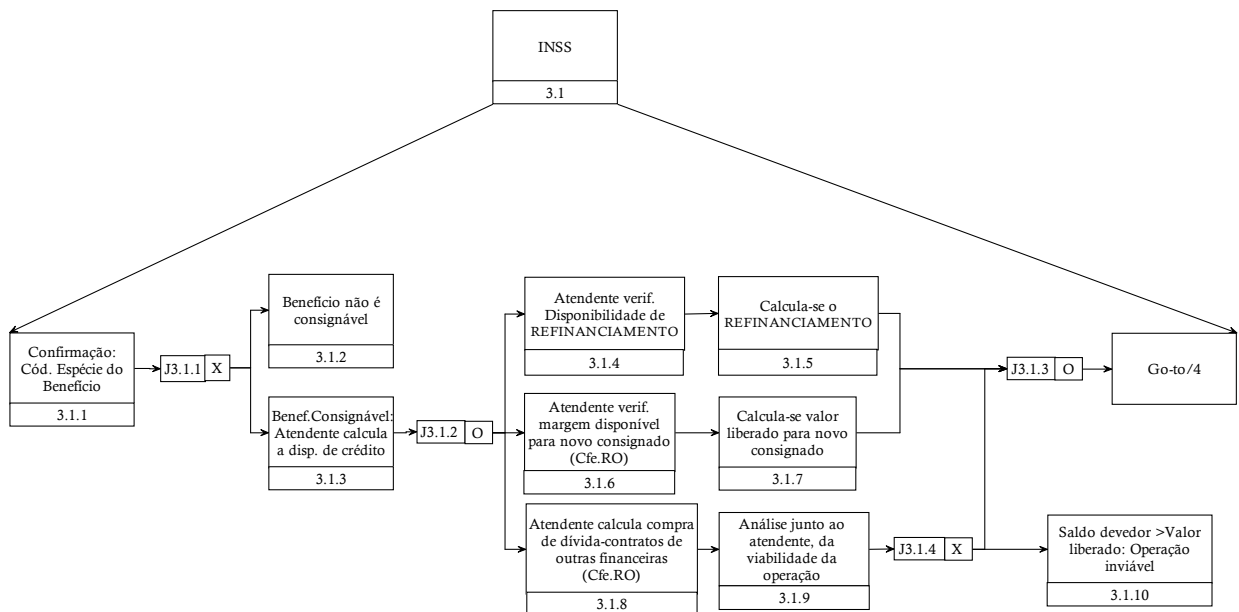 INSS
3.1
Confirmação:
Cód. Espécie do
Benefício
3.1.1
J3.1.1
X
Benefício não é
consignável
3.1.2
Benef.Consignável:
Atendente calcula
a disp. de crédito
3.1.3
J3.1.2
O
Atendente verif.
Disponibilidade de
REFINANCIAMENTO
3.1.4
Calcula-se o
REFINANCIAMENTO
3.1.5
Atendente verif.
margem disponível
para novo consignado
(Cfe.RO)
3.1.6
Calcula-se valor
liberado para novo
consignado
3.1.7
Atendente calcula compra
de dívida-contratos de
outras financeiras
(Cfe.RO)
3.1.8
Análise junto ao
atendente, da
viabilidade da
operação
3.1.9
J3.1.4
X
J3.1.3
O
Go-to/4
Saldo devedor >Valor
liberado: Operação
inviável
3.1.10